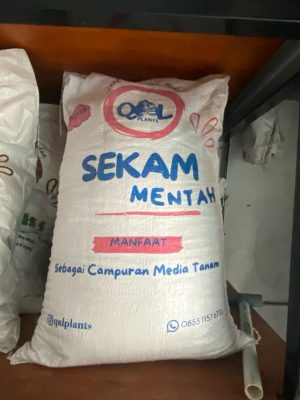 QAL
PLANTS
SEKAM
MENTAH
MANFAAT
Sebagai Campuran Media Tanam
qalplants